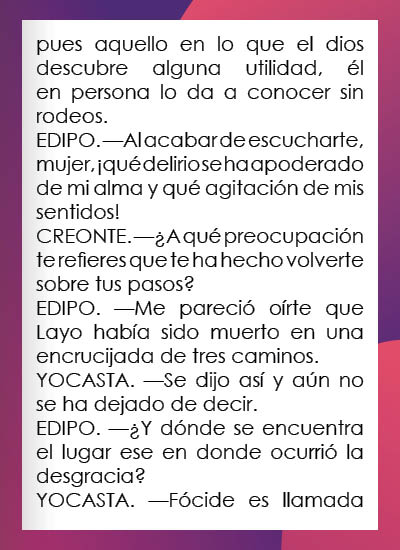 pues aquello en lo que el dios
descubre alguna utilidad, él
en persona lo da a conocer sin
rodeos.
EDIPO. —Al acabar de escucharte,
mujer, ¡qué delirio se ha apoderado
de mi alma y qué agitación de mis
sentidos!
CREONTE. —¿A qué preocupación
te refieres que te ha hecho volverte
sobre tus pasos?
EDIPO. —Me pareció oírte que
Layo había sido muerto en una
encrucijada de tres caminos.
YOCASTA. —Se dijo así y aún no
se ha dejado de decir.
EDIPO. —¿Y dónde se encuentra
el lugar ese en donde ocurrió la
desgracia?
YOCASTA. —Fócide es llamada